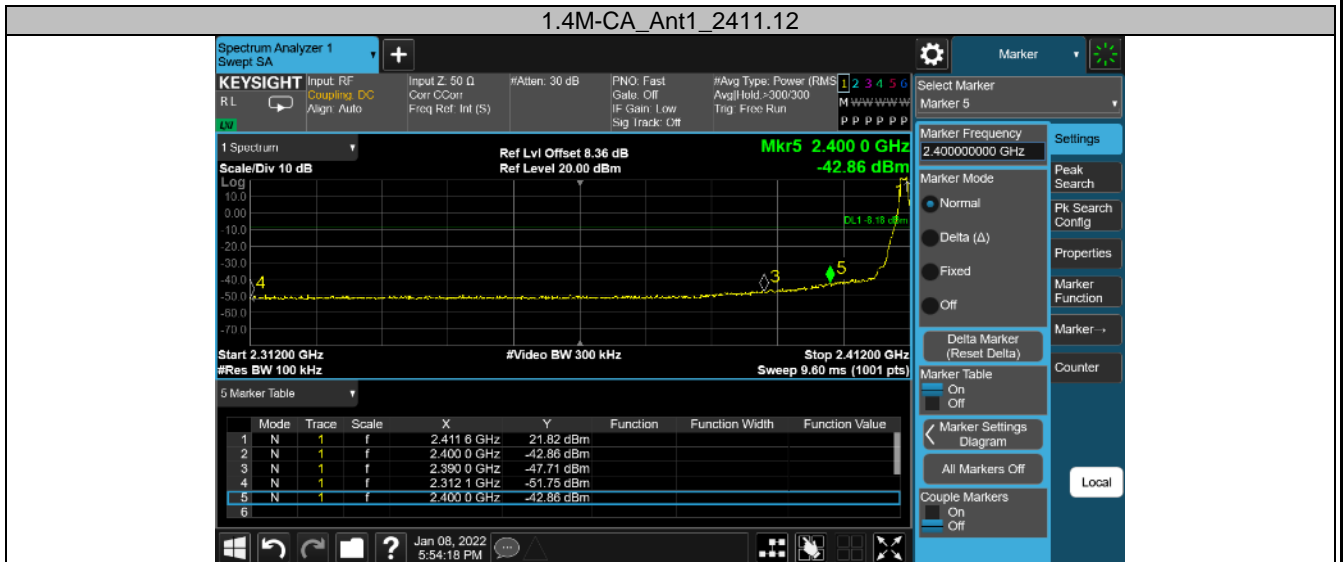 1.4M-CA_Ant1_2411.12
Spectrum Analyzer 1
Swept SA
+
Marker
KEYSIGHT
R L
Input: RF
Coupling: DC
Align: Auto
Input Z: 50 Ω
Corr CCorr
Freq Ref: Int (S)
#Atten: 30 dB
PNO: Fast
Gate: Off
IF Gain: Low
Sig Track: Off
#Avg Type: Power (RMS
Avg|Hold:>300/300
Trig: Free Run
1 2 3 4 5 6
M W W W W W
P P P P P P
Select Marker
Marker 5
1 Spectrum
Scale/Div 10 dB
Ref Lvl Offset 8.36 dB
Ref Level 20.00 dBm
Mkr5 2.400 0 GHz
-42.86 dBm
Log
10.0
0.00
-10.0
-20.0
-30.0
-40.0
-50.0
-60.0
-70.0
DL1 -8.18 dBm
4
3
5
1
Start 2.31200 GHz
#Res BW 100 kHz
#Video BW 300 kHz
Stop 2.41200 GHz
Sweep 9.60 ms (1001 pts)
5 Marker Table
Mode Trace Scale X Y Function Function Width Function Value
1 N 1 f 2.411 6 GHz 21.82 dBm
2 N 1 f 2.400 0 GHz -42.86 dBm
3 N 1 f 2.390 0 GHz -47.71 dBm
4 N 1 f 2.312 1 GHz -51.75 dBm
5 N 1 f 2.400 0 GHz -42.86 dBm
6
Marker Frequency
2.400000000 GHz
Marker Mode
Normal
Delta (Δ)
Fixed
Off
Delta Marker
(Reset Delta)
Marker Table
On
Off
Marker Settings
Diagram
All Markers Off
Couple Markers
On
Off
Settings
Peak
Search
Pk Search
Config
Properties
Marker
Function
Marker→
Counter
Local
?
Jan 08, 2022
5:54:18 PM